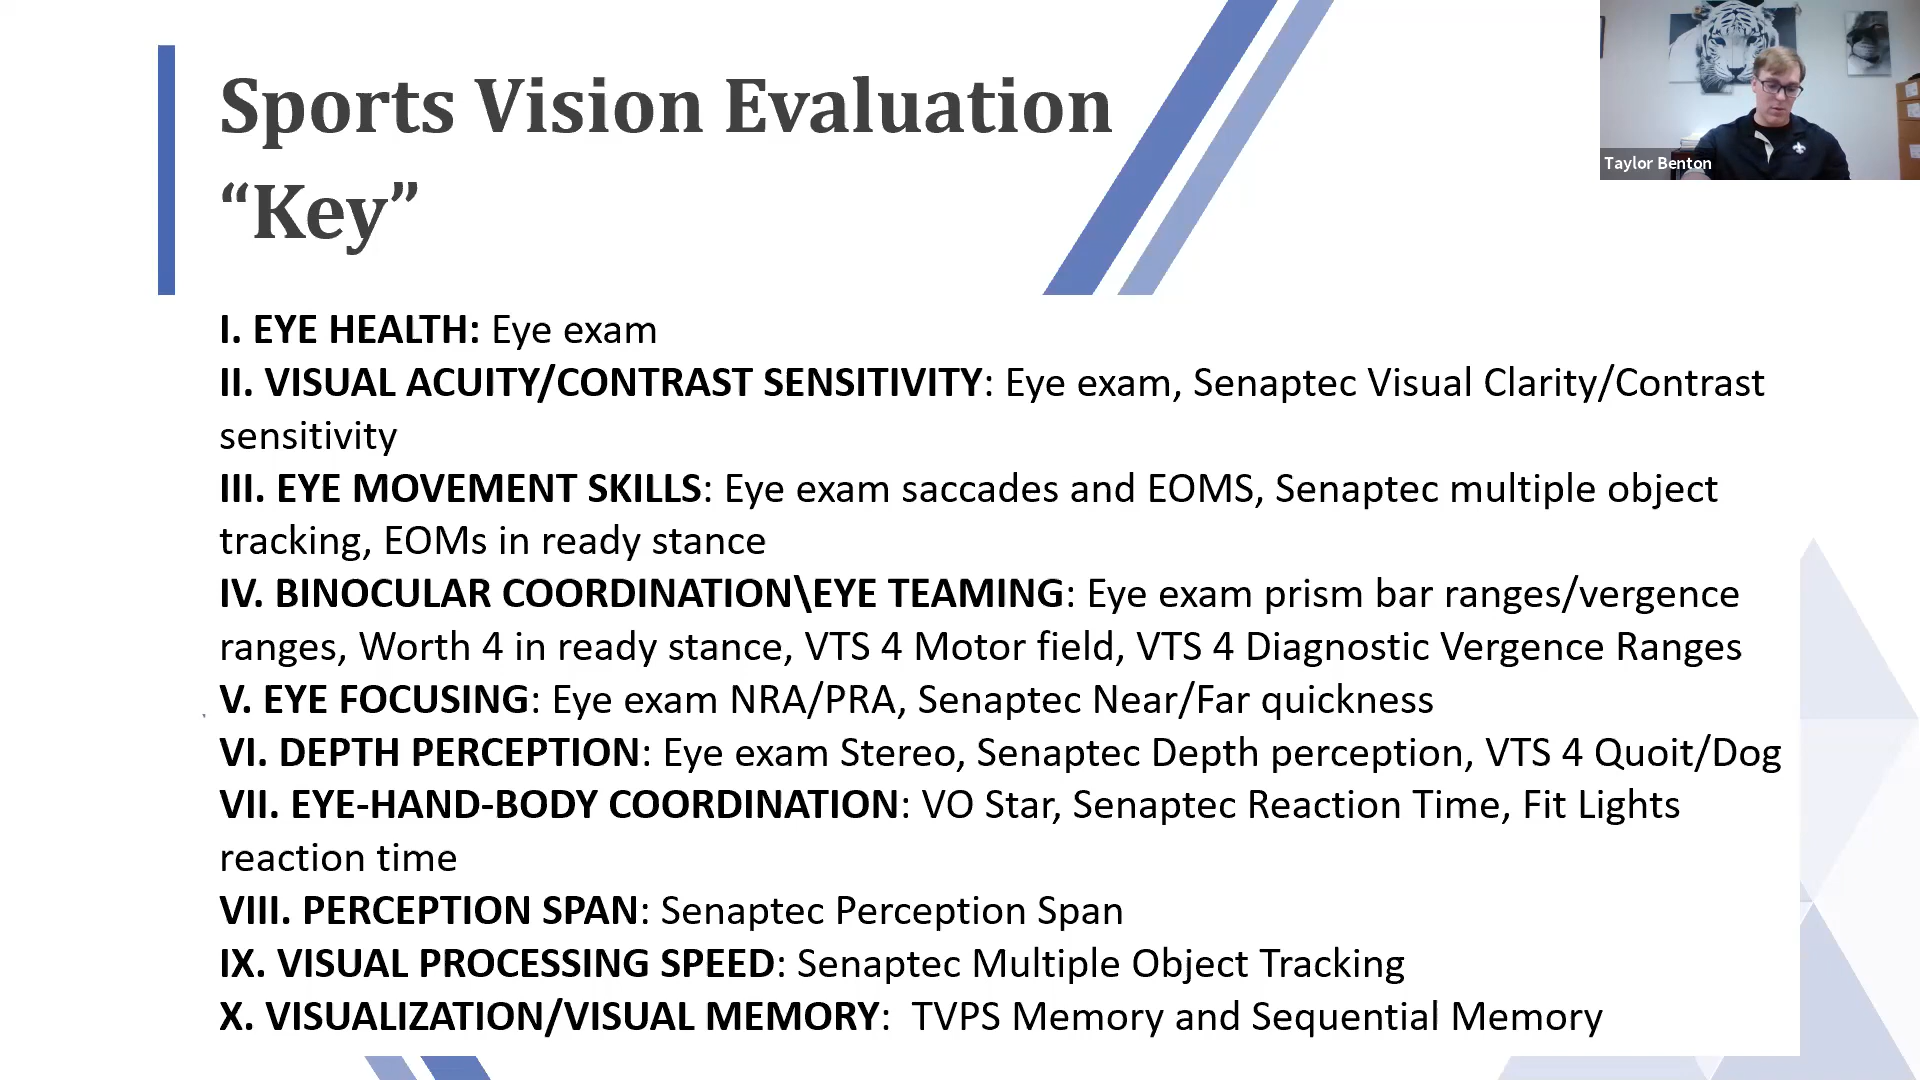 Sports Vision Evaluation
“Key”
Taylor Benton
I. EYE HEALTH: Eye exam
II. VISUAL ACUITY/CONTRAST SENSITIVITY: Eye exam, Senaptec Visual Clarity/Contrast
sensitivity
III. EYE MOVEMENT SKILLS: Eye exam saccades and EOMS, Senaptec multiple object
tracking, EOMs in ready stance
IV. BINOCULAR COORDINATION\EYE TEAMING: Eye exam prism bar ranges/vergence
ranges, Worth 4 in ready stance, VTS 4 Motor field, VTS 4 Diagnostic Vergence Ranges
V. EYE FOCUSING: Eye exam NRA/PRA, Senaptec Near/Far quickness
VI. DEPTH PERCEPTION: Eye exam Stereo, Senaptec Depth perception, VTS 4 Quoit/Dog
VII. EYE-HAND-BODY COORDINATION: VO Star, Senaptec Reaction Time, Fit Lights
reaction time
VIII. PERCEPTION SPAN: Senaptec Perception Span
IX. VISUAL PROCESSING SPEED: Senaptec Multiple Object Tracking
X. VISUALIZATION/VISUAL MEMORY:  TVPS Memory and Sequential Memory